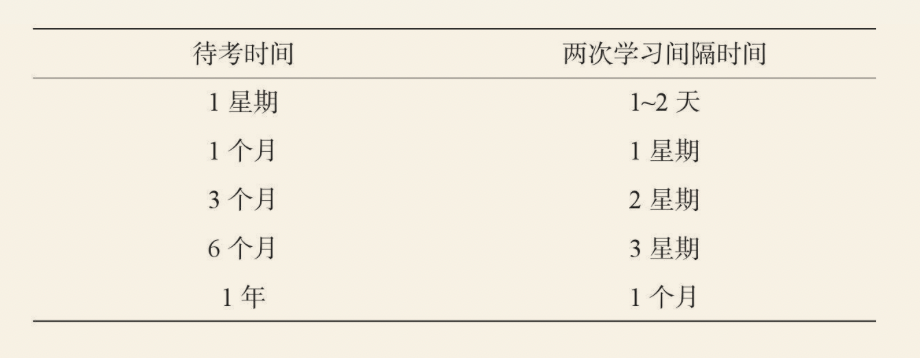 待考时间 两次学习间隔时间
1 星期 1~2 天
1 个月 1 星期
3 个月 2 星期
6 个月 3 星期
1 年 1 个月